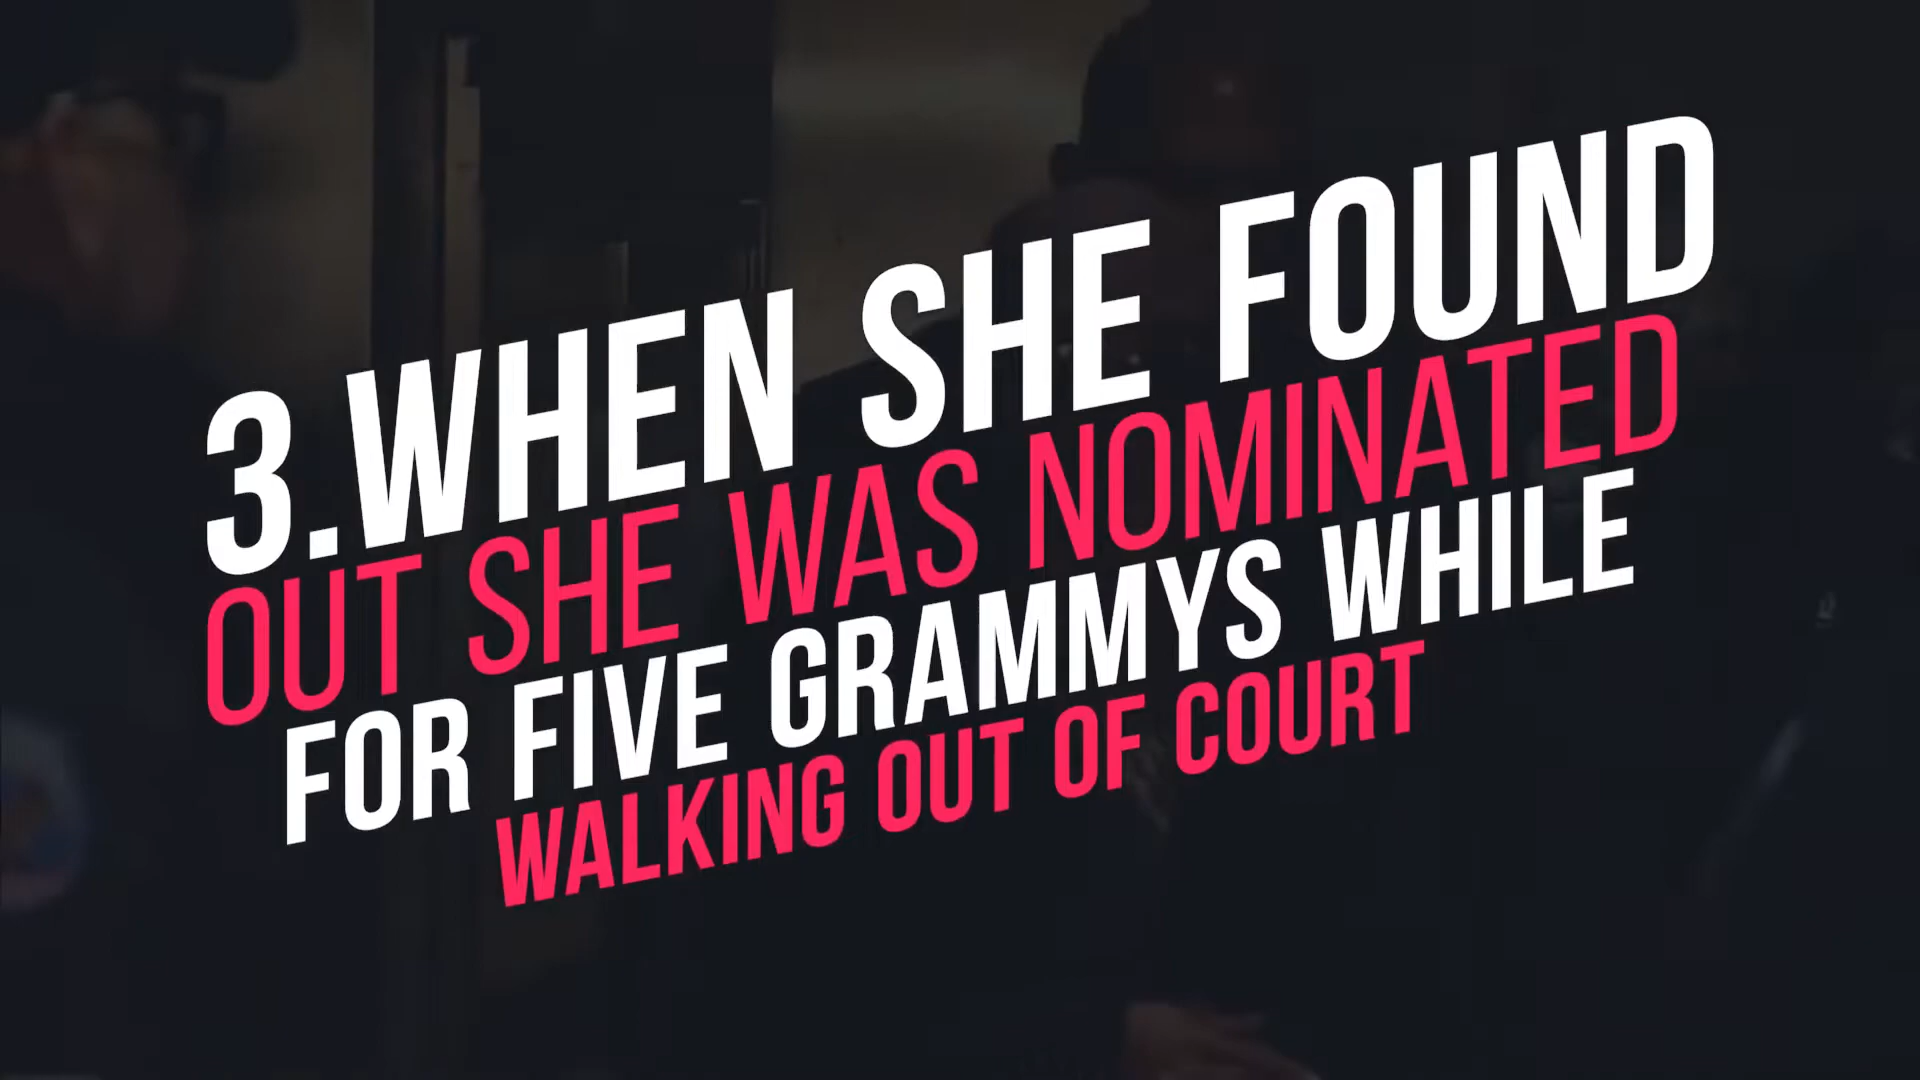 3.WHEN SHE FOUND
OUT SHE WAS NOMINATED
FOR FIVE GRAMMYS WHILE
WALKING OUT OF COURT